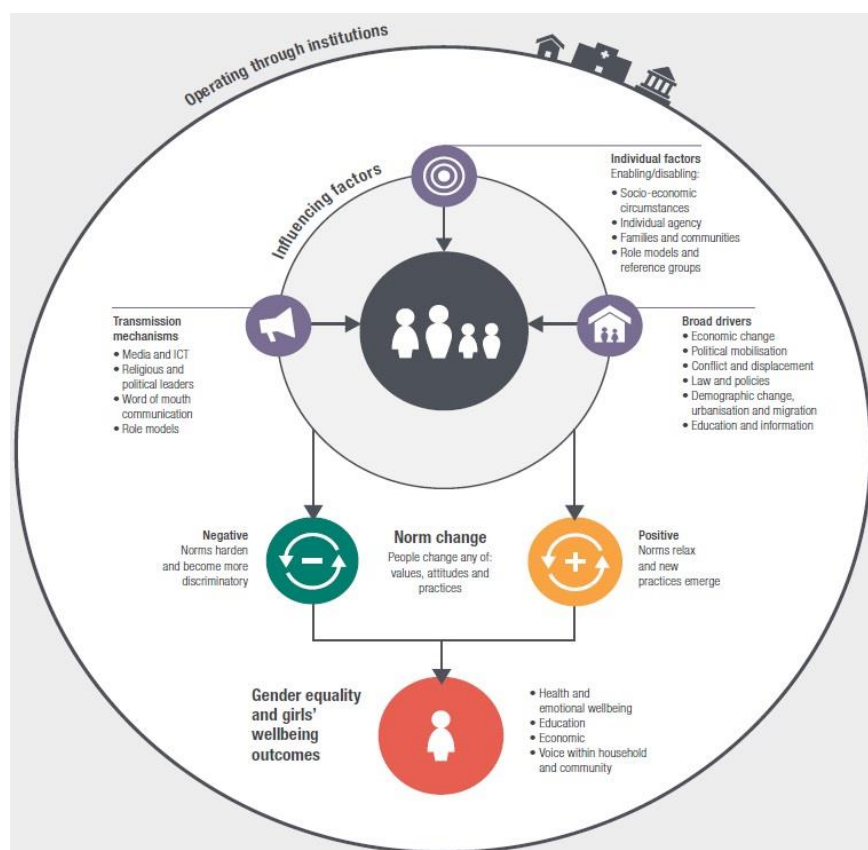 Operating through institutions
Influencing factors
Individual factors
Enabling/disabling:
• Socio-economic
circumstances
• Individual agency
• Families and communities
• Role models and
reference groups
Transmission
mechanisms
• Media and ICT
• Religious and
political leaders
• Word of mouth
communication
• Role models
Broad drivers
• Economic change
• Political mobilisation
• Conflict and displacement
• Law and policies
• Demographic change,
urbanisation and migration
• Education and information
Negative
Norms harden
and become more
discriminatory
Norm change
People change any of:
values, attitudes and
practices
Positive
Norms relax
and new
practices emerge
Gender equality
and girls'
wellbeing
outcomes
• Health and
emotional wellbeing
• Education
• Economic
• Voice within household
and community